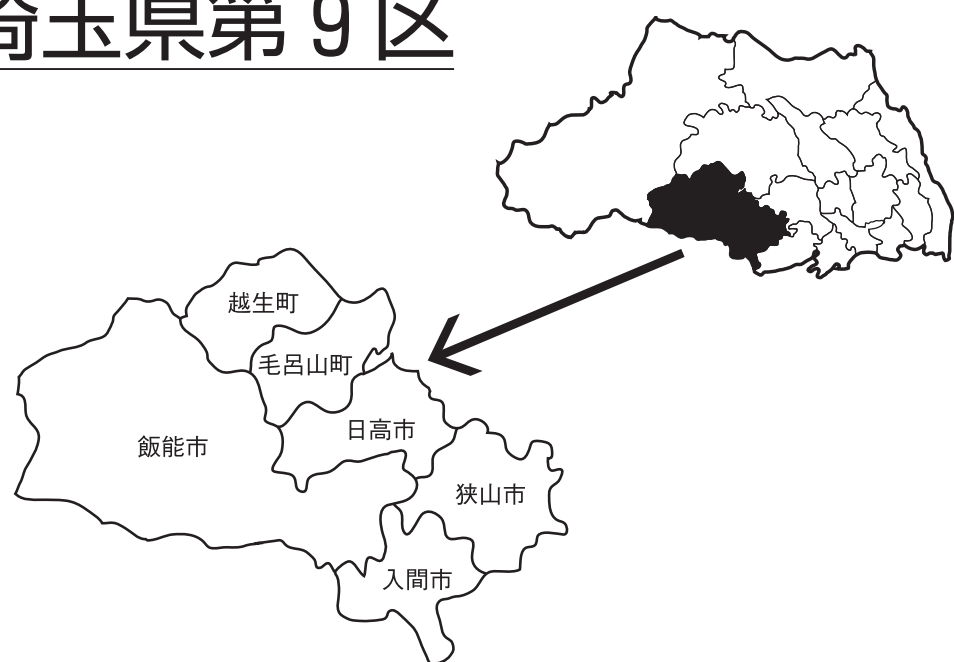 埼玉県第9区
越生町
毛呂山町
日高市
飯能市
狭山市
入間市